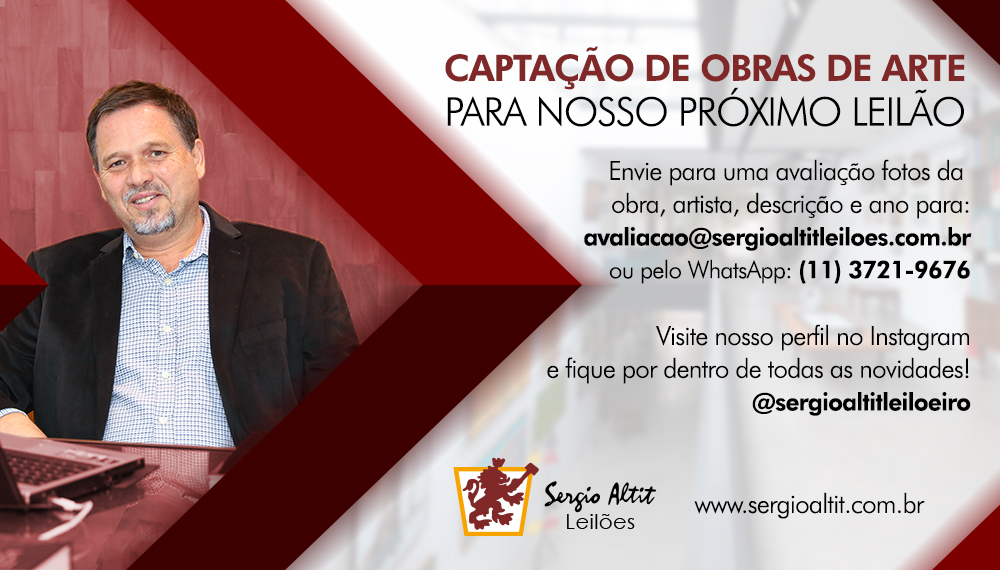 CAPTAÇÃO DE OBRAS DE ARTE
PARA NOSSO PRÓXIMO LEILÃO
Envie para uma avaliação fotos da
obra, artista, descrição e ano para:
avaliacao@sergioaltitleiloes.com.br
ou pelo WhatsApp: (11) 3721-9676
Visite nosso perfil no Instagram
e fique por dentro de todas as novidades!
@sergioaltitleiloeiro
Sergio Altit
Leilões
www.sergioaltit.com.br